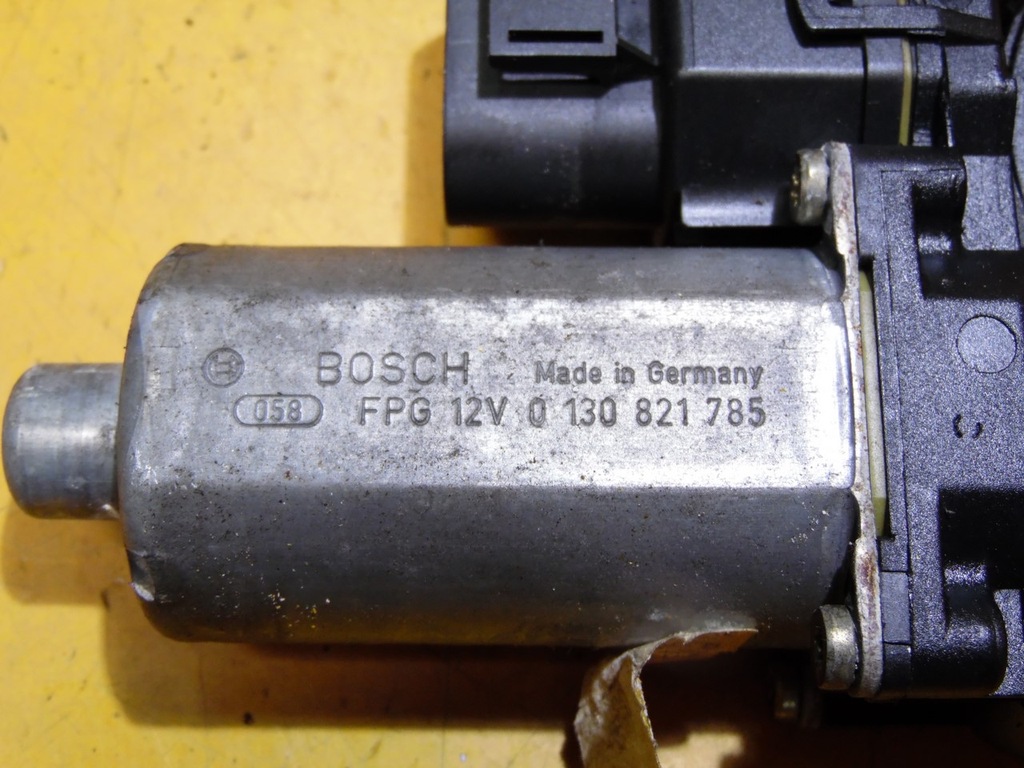 BOSCH Made in Germany
058 FPG 12V 0 130 821 785